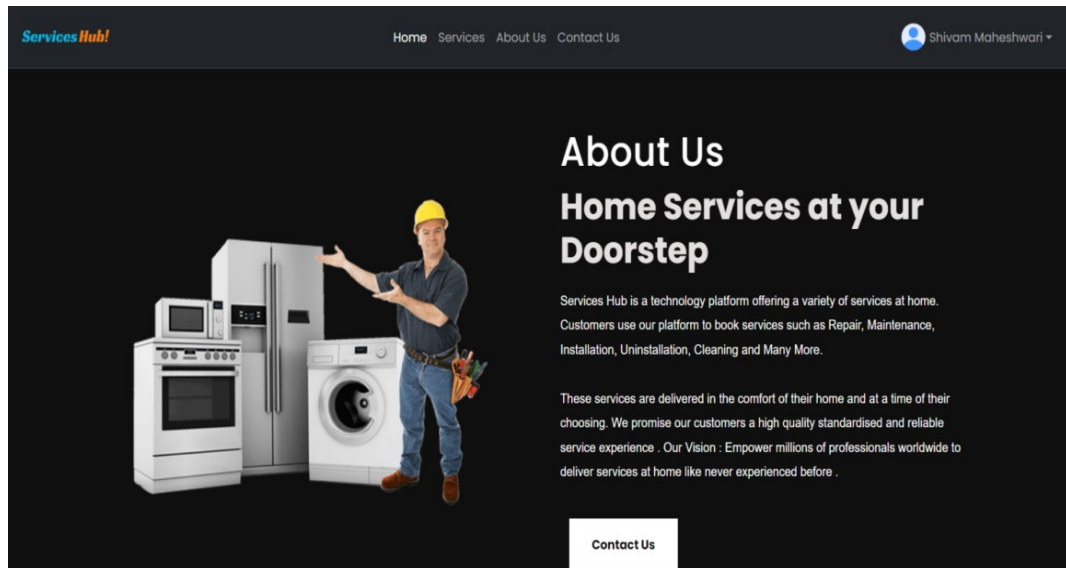 Services Hub!
Home Services About Us Contact Us
Shivam Maheshwari
About Us
Home Services at your
Doorstep
Services Hub is a technology platform offering a variety of services at home.
Customers use our platform to book services such as Repair, Maintenance,
Installation, Uninstallation, Cleaning and Many More.
These services are delivered in the comfort of their home and at a time of their
choosing. We promise our customers a high quality standardised and reliable
service experience . Our Vision : Empower millions of professionals worldwide to
deliver services at home like never experienced before .
Contact Us